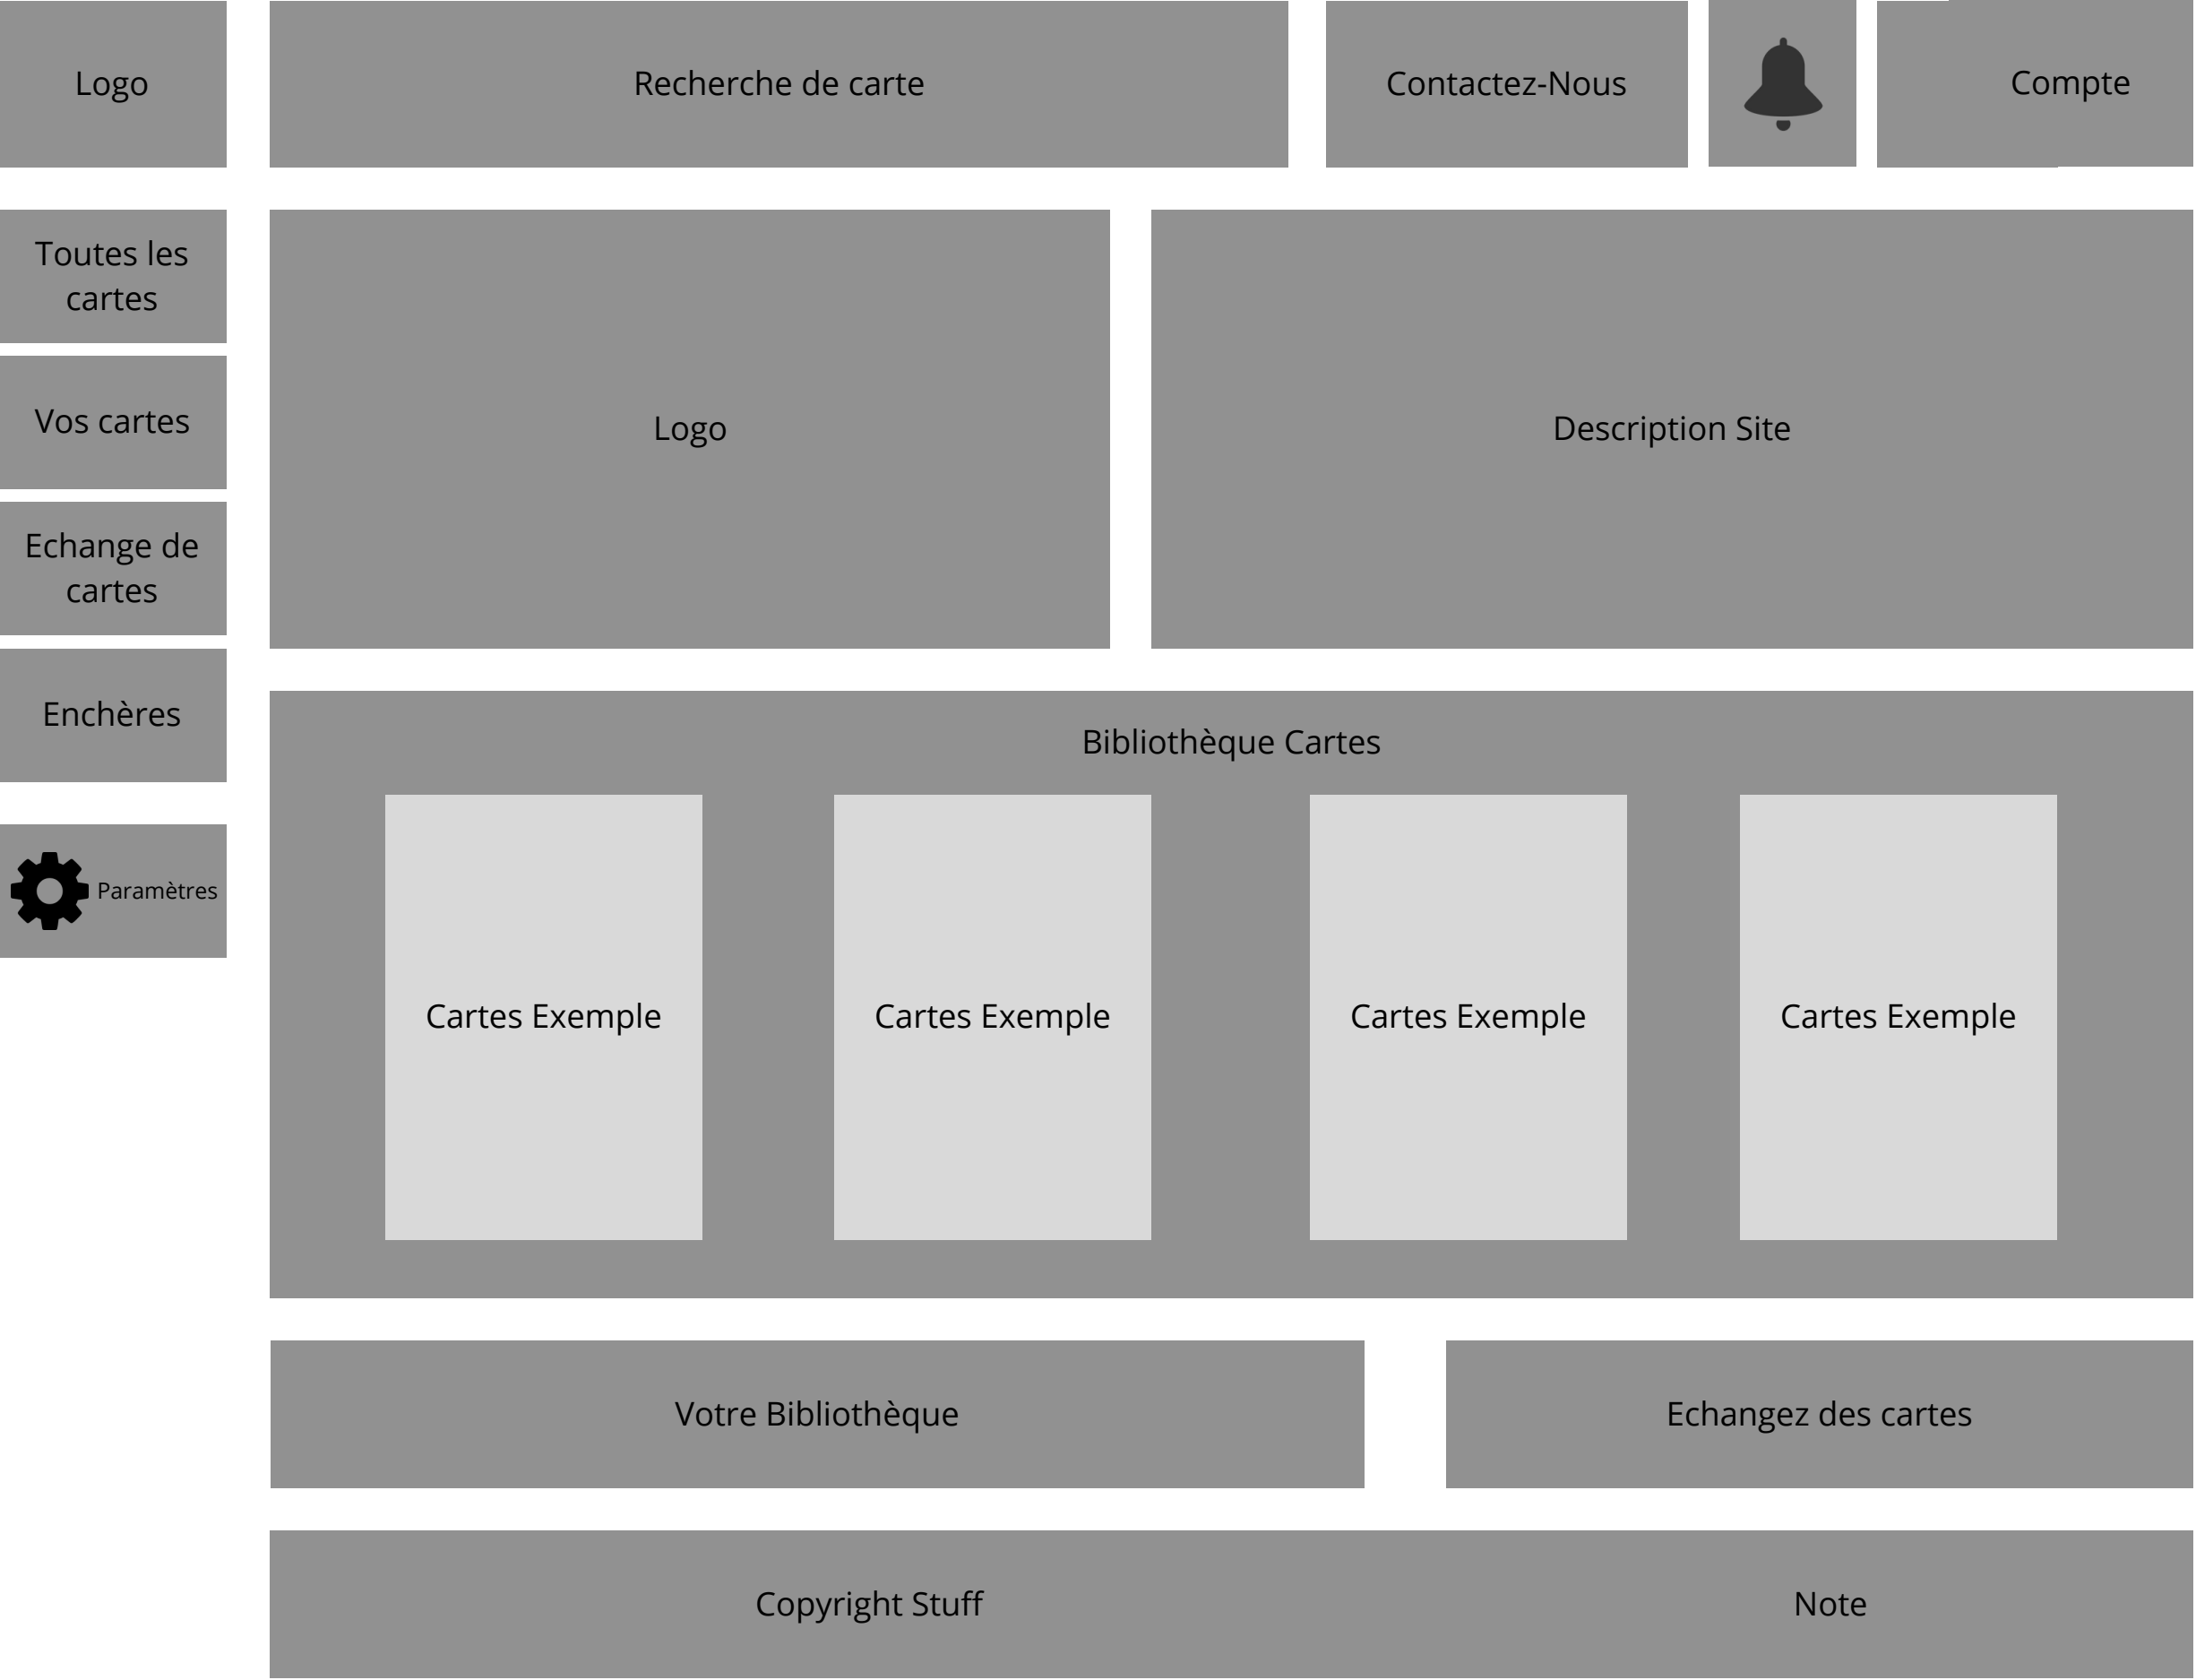 Logo
Recherche de carte
Contactez-Nous
Compte
Toutes les
cartes
Vos cartes
Echange de
cartes
Enchères
Paramètres
Logo
Description Site
Bibliothèque Cartes
Cartes Exemple
Cartes Exemple
Cartes Exemple
Cartes Exemple
Votre Bibliothèque
Echangez des cartes
Copyright Stuff
Note